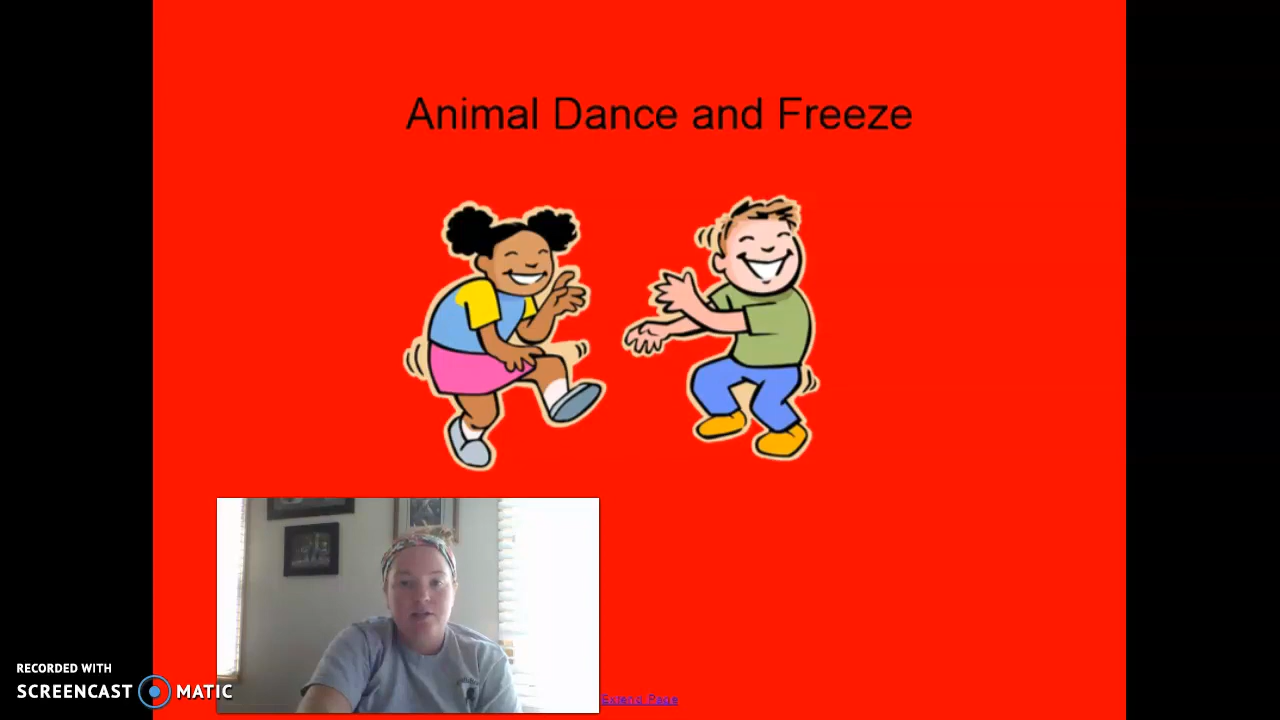 Animal Dance and Freeze
RECORDED WITH
SCREENCAST MATIC
Extend Page